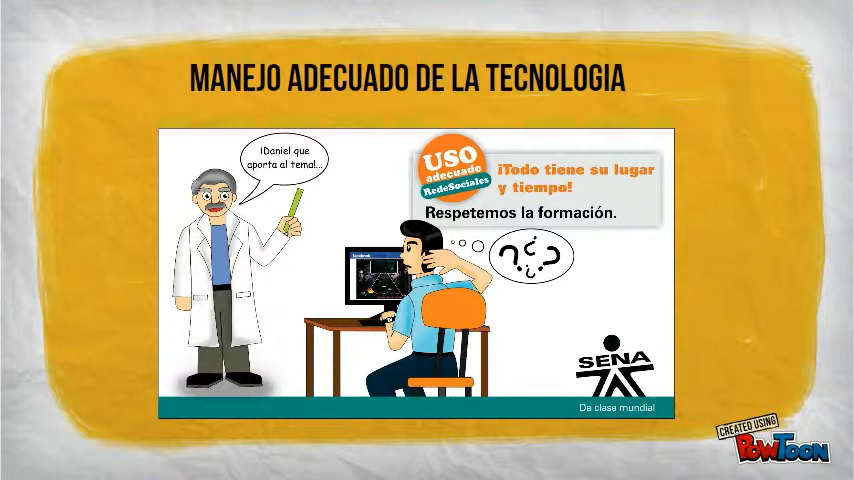 MANEJO ADECUADO DE LA TECNOLOGIA
¡Daniel que
aporta al tema!...
USO
adecuado
RedeSociales
¡Todo tiene su lugar
y tiempo!
Respetemos la formación.
facebook
?¿?¿
SENA
De clase mundial
CREATED USING
POWTOON